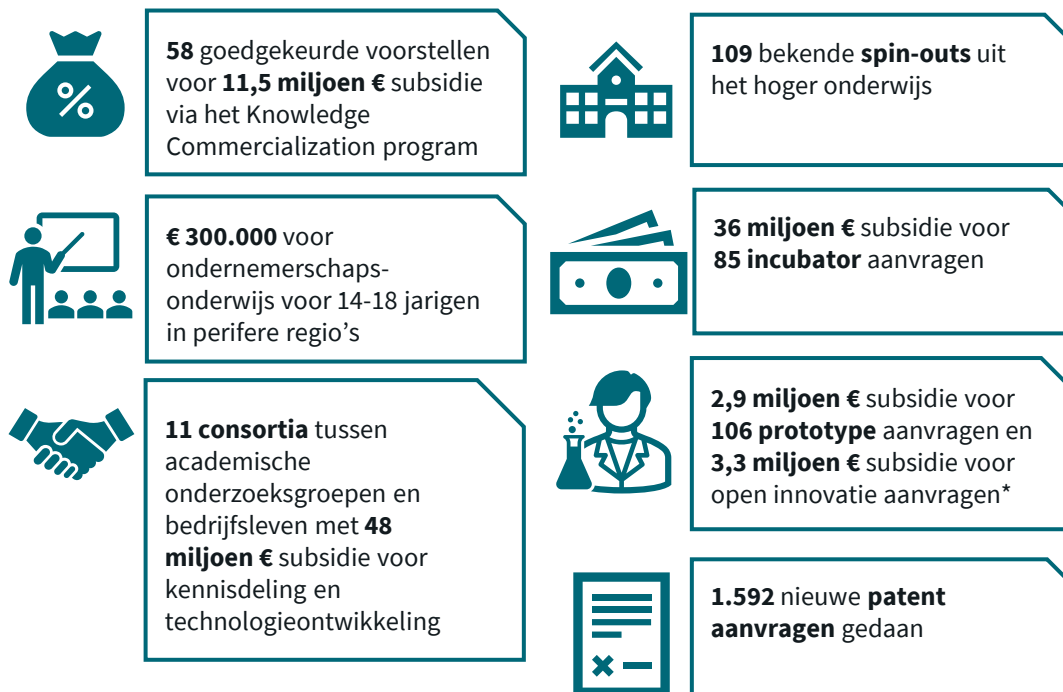 58 goedgekeurde voorstellen
voor 11,5 miljoen € subsidie
via het Knowledge
Commercialization program
€ 300.000 voor
ondernemerschaps-
onderwijs voor 14-18 jarigen
in perifere regio's
11 consortia tussen
academische
onderzoeksgroepen en
bedrijfsleven met 48
miljoen € subsidie voor
kennisdeling en
technologieontwikkeling
109 bekende spin-outs uit
het hoger onderwijs
36 miljoen € subsidie voor
85 incubator aanvragen
2,9 miljoen € subsidie voor
106 prototype aanvragen en
3,3 miljoen € subsidie voor
open innovatie aanvragen*
1.592 nieuwe patent
aanvragen gedaan